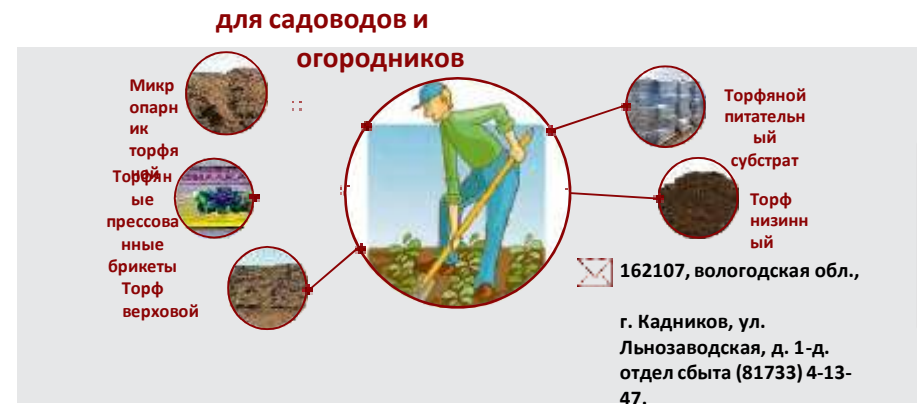 для садоводов и
огородников
Микр
опарн
ик
торфя
ной
Торфян
ые
прессова
нные
брикеты
Торф
верховой
Торфяной
питательн
ый
субстрат
Торф
низинн
ый
162107, вологодская обл.,
г. Кадников, ул.
Льнозаводская, д. 1-д.
отдел сбыта (81733) 4-13-
47.